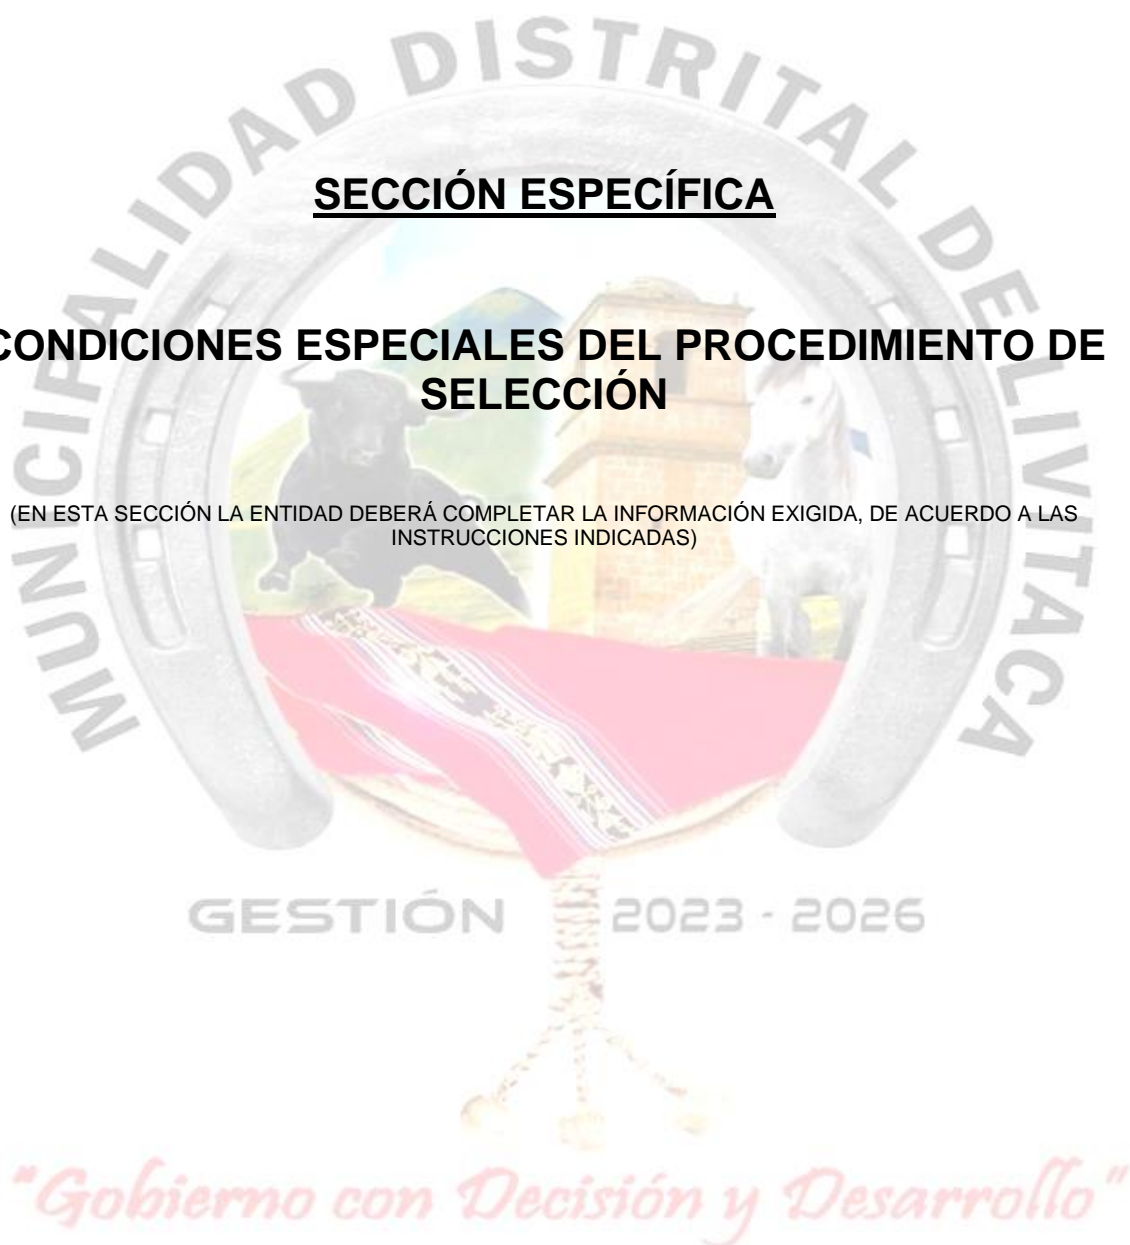 MUNICIPALIDAD DISTRITAL DE LIVITACA
SECCIÓN ESPECÍFICA
CONDICIONES ESPECIALES DEL PROCEDIMIENTO DE
SELECCIÓN
(EN ESTA SECCIÓN LA ENTIDAD DEBERÁ COMPLETAR LA INFORMACIÓN EXIGIDA, DE ACUERDO A LAS
INSTRUCCIONES INDICADAS)
GESTIÓN 2023 - 2026
"Gobierno con Decisión y Desarrollo"